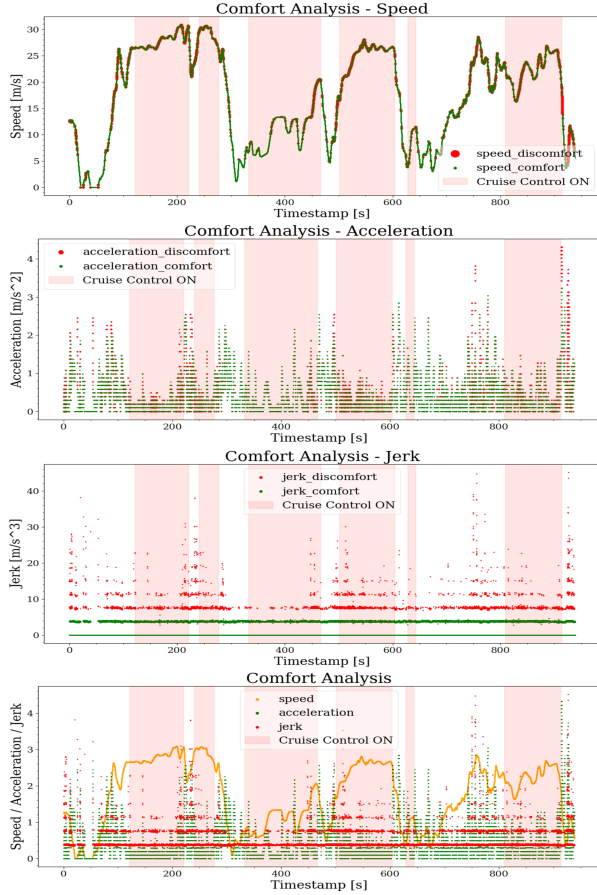 Comfort Analysis - Speed
30
25
20
15
10
5
0
Speed [m/s]
speed_discomfort
speed_comfort
Cruise Control ON
0 200 400 600 800
Timestamp [s]
Comfort Analysis - Acceleration
acceleration_discomfort
acceleration_comfort
Cruise Control ON
4
3
2
1
0
Acceleration [m/s^2]
0 200 400 600 800
Timestamp [s]
Comfort Analysis - Jerk
jerk_discomfort
jerk_comfort
Cruise Control ON
40
30
20
10
0
Jerk [m/s^3]
0 200 400 600 800
Timestamp [s]
Comfort Analysis
speed
acceleration
jerk
Cruise Control ON
4
3
2
1
0
Speed / Acceleration / Jerk
0 200 400 600 800
Timestamp [s]